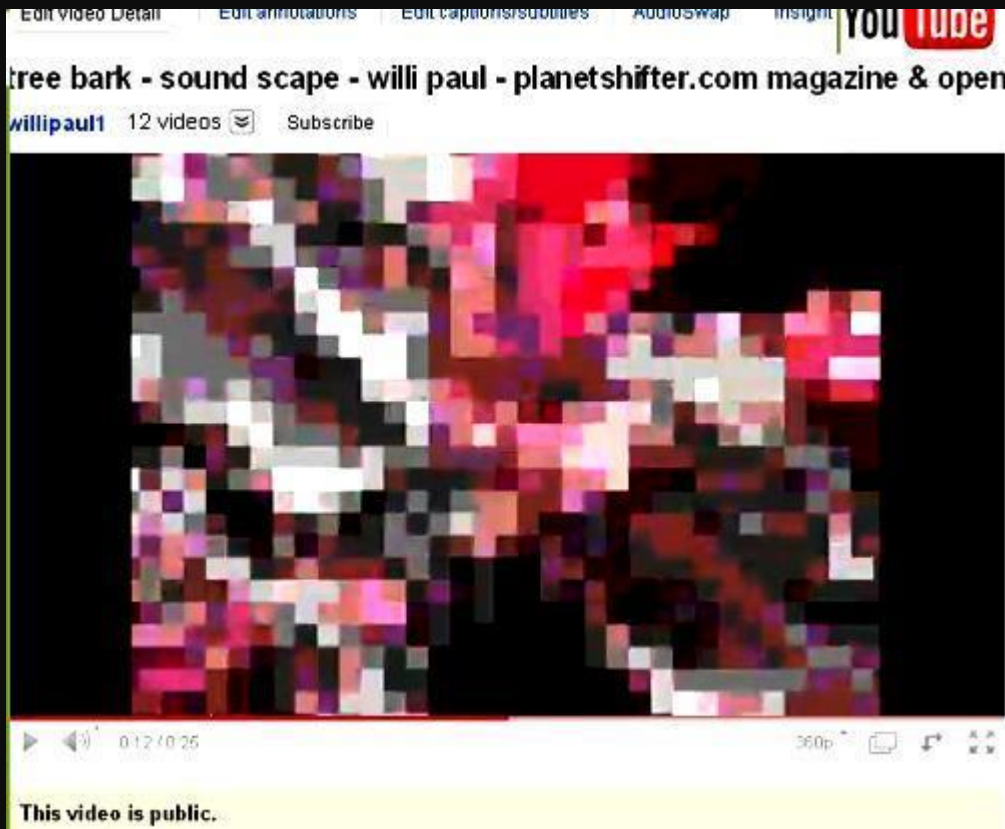 Edit Video Detail Edit annotations Edit captions/subtitles AudioSwap Insight YouTube
tree bark - sound scape - willi paul - planetshifter.com magazine & open
willipaul1 12 videos Subscribe
0:12 / 0:25 360p
This video is public.